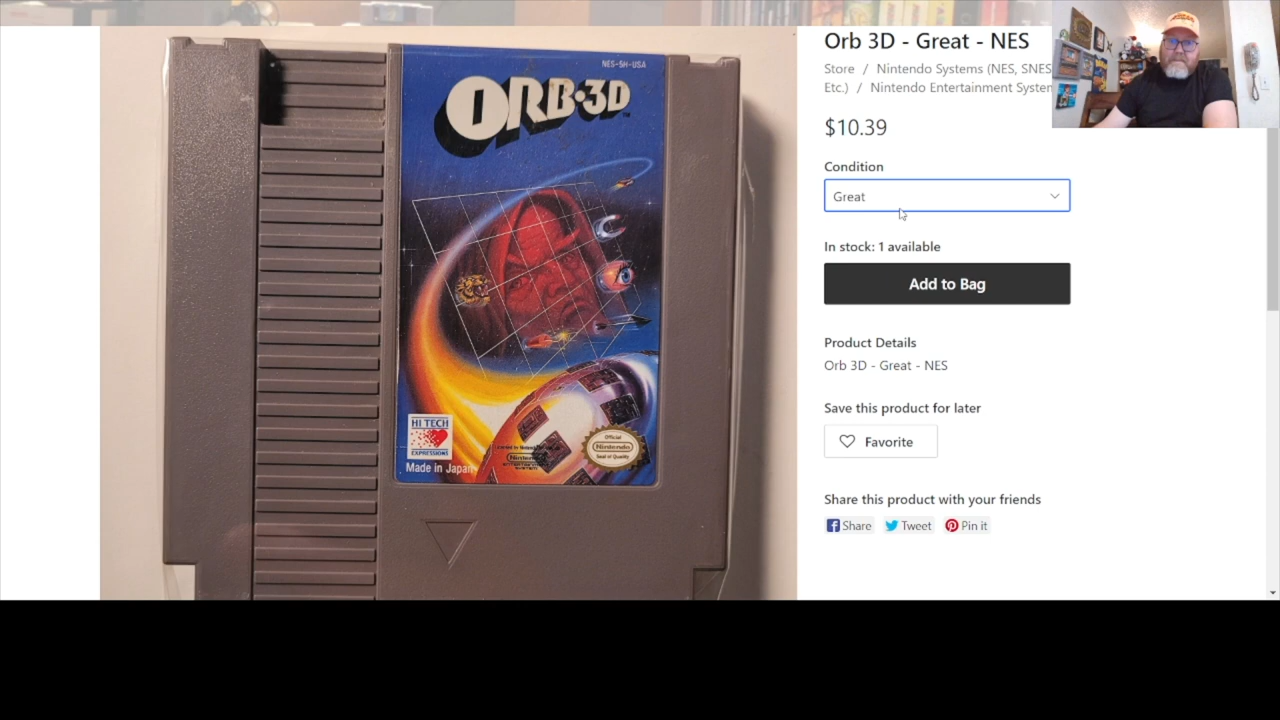 NES-5H-USA
ORB·3D
TM
HI TECH
EXPRESSIONS
Made in Japan
Nintendo
Official
Nintendo
Seal of Quality
Orb 3D - Great - NES
Store / Nintendo Systems (NES, SNES
Etc.) / Nintendo Entertainment System
$10.39
Condition
Great
In stock: 1 available
Add to Bag
Product Details
Orb 3D - Great - NES
Save this product for later
Favorite
Share this product with your friends
Share Tweet Pin it